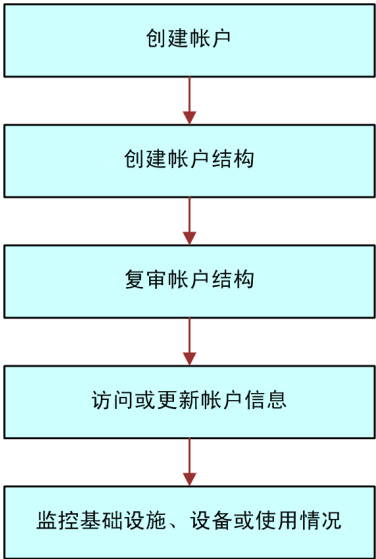 创建帐户
创建帐户结构
复审帐户结构
访问或更新帐户信息
监控基础设施、设备或使用情况